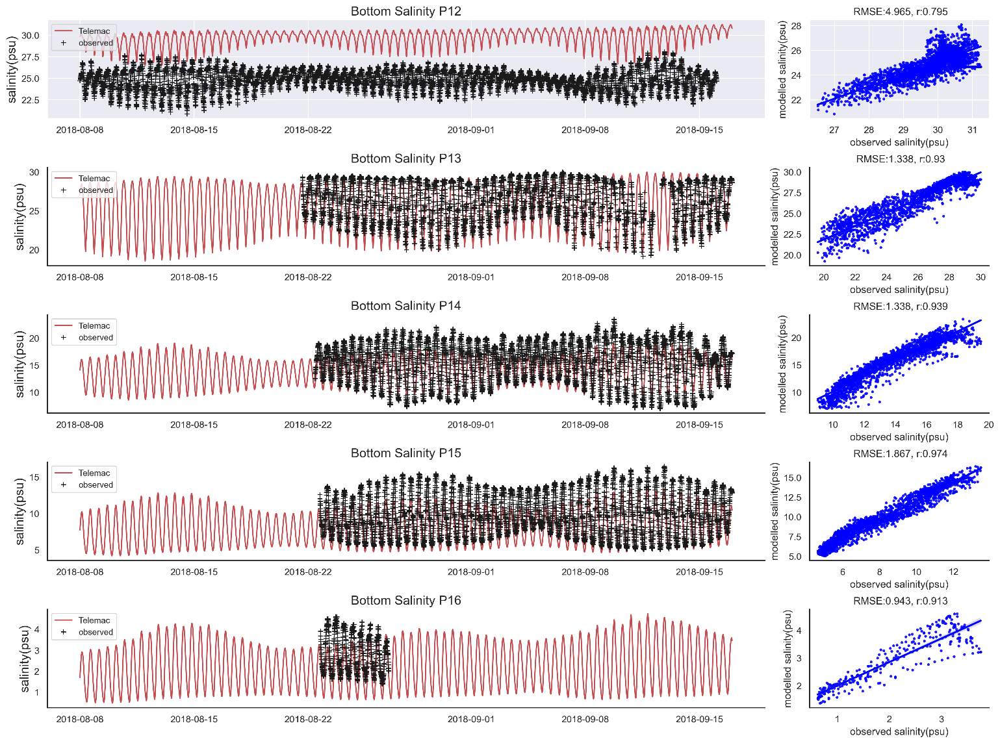 Bottom Salinity P12
RMSE:4.965, r:0.795
Telemac
observed
salinity(psu)
30.0
27.5
25.0
22.5
2018-08-08
2018-08-15
2018-08-22
2018-09-01
2018-09-08
2018-09-15
modelled salinity(psu)
28
26
24
22
27
28
29
30
31
observed salinity(psu)
Bottom Salinity P13
RMSE:1.338, r:0.93
Telemac
observed
salinity(psu)
30
25
20
2018-08-08
2018-08-15
2018-08-22
2018-09-01
2018-09-08
2018-09-15
modelled salinity(psu)
30.0
27.5
25.0
22.5
20.0
20
22
24
26
28
30
observed salinity(psu)
Bottom Salinity P14
RMSE:1.338, r:0.939
Telemac
observed
salinity(psu)
20
15
10
2018-08-08
2018-08-15
2018-08-22
2018-09-01
2018-09-08
2018-09-15
modelled salinity(psu)
20
15
10
10
12
14
16
18
20
observed salinity(psu)
Bottom Salinity P15
RMSE:1.867, r:0.974
Telemac
observed
salinity(psu)
15
10
5
2018-08-08
2018-08-15
2018-08-22
2018-09-01
2018-09-08
2018-09-15
modelled salinity(psu)
15.0
12.5
10.0
7.5
5.0
6
8
10
12
observed salinity(psu)
Bottom Salinity P16
RMSE:0.943, r:0.913
Telemac
observed
salinity(psu)
4
3
2
1
2018-08-08
2018-08-15
2018-08-22
2018-09-01
2018-09-08
2018-09-15
modelled salinity(psu)
4
3
2
1
2
3
observed salinity(psu)